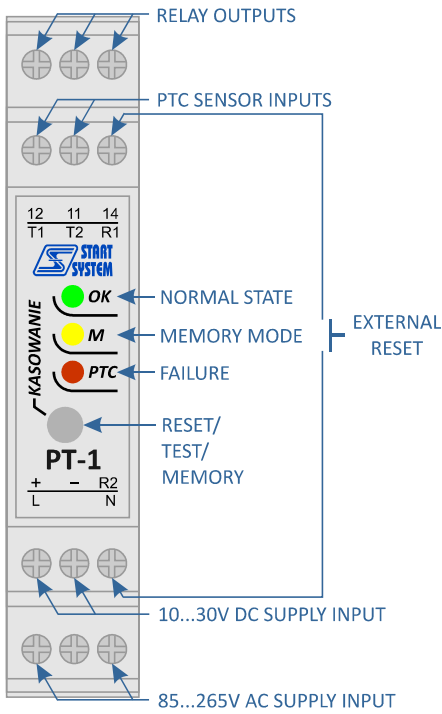 RELAY OUTPUTS
PTC SENSOR INPUTS
12 11 14
T1 T2 R1
START
SYSTEM
OK
NORMAL STATE
M
MEMORY MODE
EXTERNAL
RESET
PTC
FAILURE
KASOWANIE
RESET/
TEST/
MEMORY
PT-1
+ − R2
L N
10...30V DC SUPPLY INPUT
85...265V AC SUPPLY INPUT